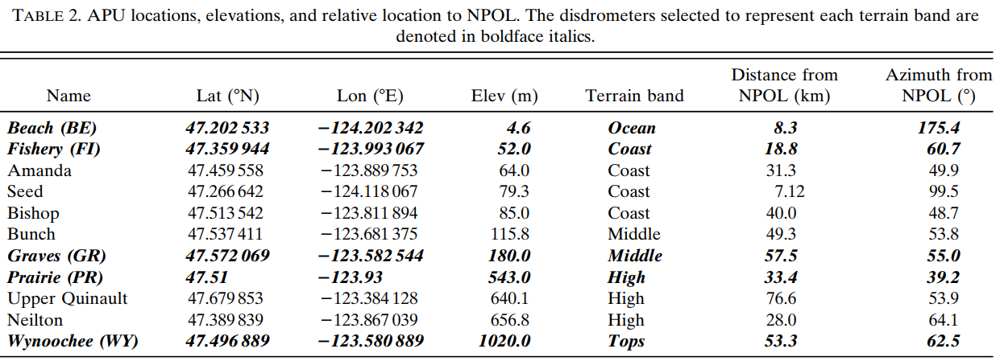 TABLE 2. APU locations, elevations, and relative location to NPOL. The disdrometers selected to represent each terrain band are
denoted in boldface italics.
Distance from Azimuth from
Name Lat (°N) Lon (°E) Elev (m) Terrain band NPOL (km) NPOL (°)
Beach (BE) 47.202 533 −124.202 342 4.6 Ocean 8.3 175.4
Fishery (FI) 47.359 944 −123.993 067 52.0 Coast 18.8 60.7
Amanda 47.459 558 −123.889 753 64.0 Coast 31.3 49.9
Seed 47.266 642 −124.118 067 79.3 Coast 7.12 99.5
Bishop 47.513 542 −123.811 894 85.0 Coast 40.0 48.7
Bunch 47.537 411 −123.681 375 115.8 Middle 49.3 53.8
Graves (GR) 47.572 069 −123.582 544 180.0 Middle 57.5 55.0
Prairie (PR) 47.51 −123.93 543.0 High 33.4 39.2
Upper Quinault 47.679 853 −123.384 128 640.1 High 76.6 53.9
Neilton 47.389 839 −123.867 039 656.8 High 28.0 64.1
Wynoochee (WY) 47.496 889 −123.580 889 1020.0 Tops 53.3 62.5